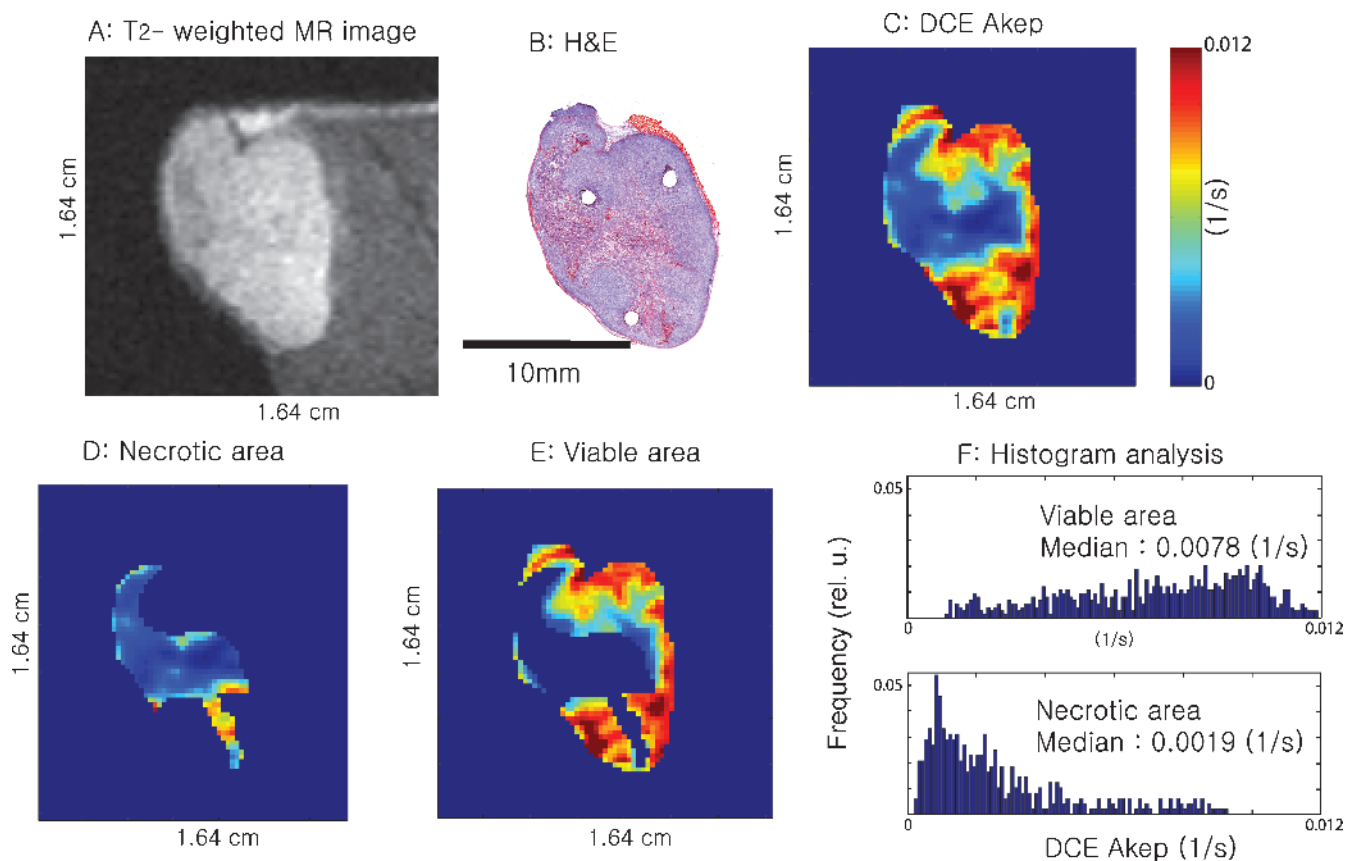 A: T2- weighted MR image
1.64 cm
1.64 cm
B: H&E
10mm
C: DCE Akep
1.64 cm
1.64 cm
0.012
(1/s)
0
D: Necrotic area
1.64 cm
1.64 cm
E: Viable area
1.64 cm
1.64 cm
F: Histogram analysis
Frequency (rel. u.)
0.05
Viable area
Median : 0.0078 (1/s)
0
(1/s)
0.012
0.05
Necrotic area
Median : 0.0019 (1/s)
0
0.012
DCE Akep (1/s)